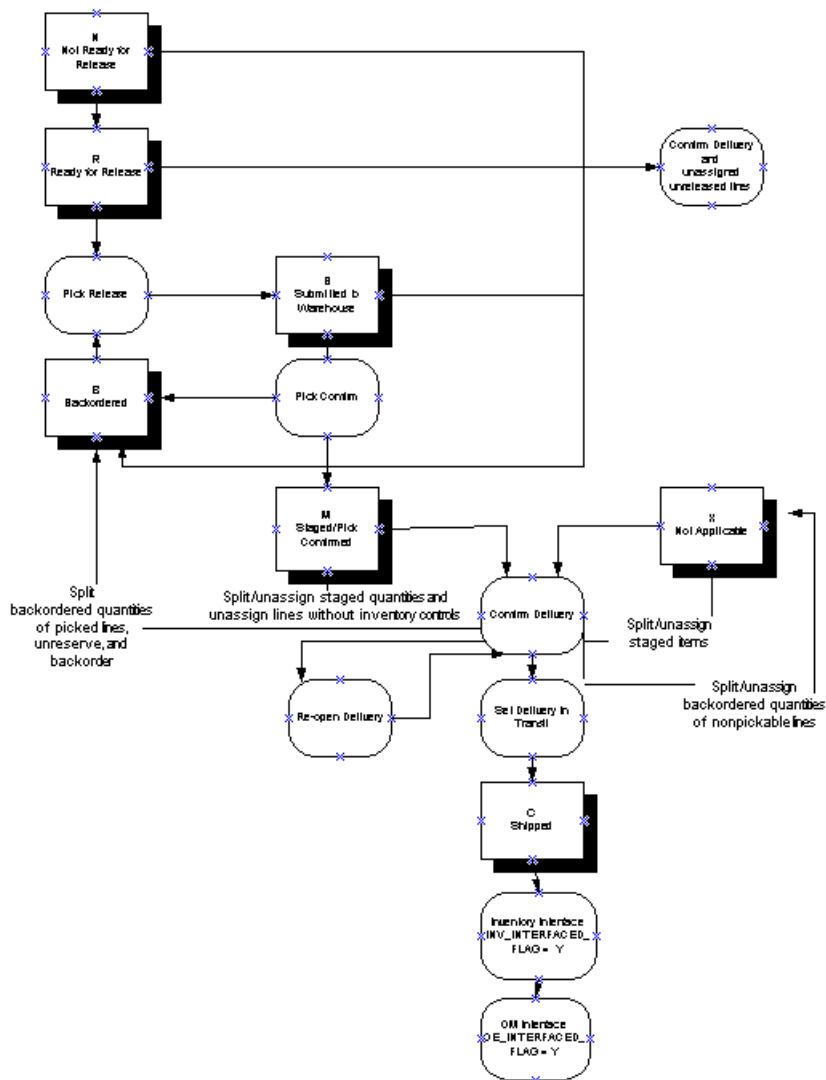 N
Not Ready for
Release
R
Ready for Release
Confirm Delivery
and
unassigned
unreleased lines
Pick Release
S
Submitted to
Warehouse
B
Backordered
Pick Confirm
M
Staged/Pick
Confirmed
X
Not Applicable
Split
backordered quantities
of picked lines,
unreserve, and
backorder
Split/unassign staged quantities and
unassign lines without inventory controls
Confirm Delivery
Split/unassign
staged items
Re-open Delivery
Set Delivery In
Transit
Split/unassign
backordered quantities
of nonpickable lines
C
Shipped
Inventory Interface
INV_INTERFACED_
FLAG = Y
OM Interface
OE_INTERFACED_
FLAG = Y